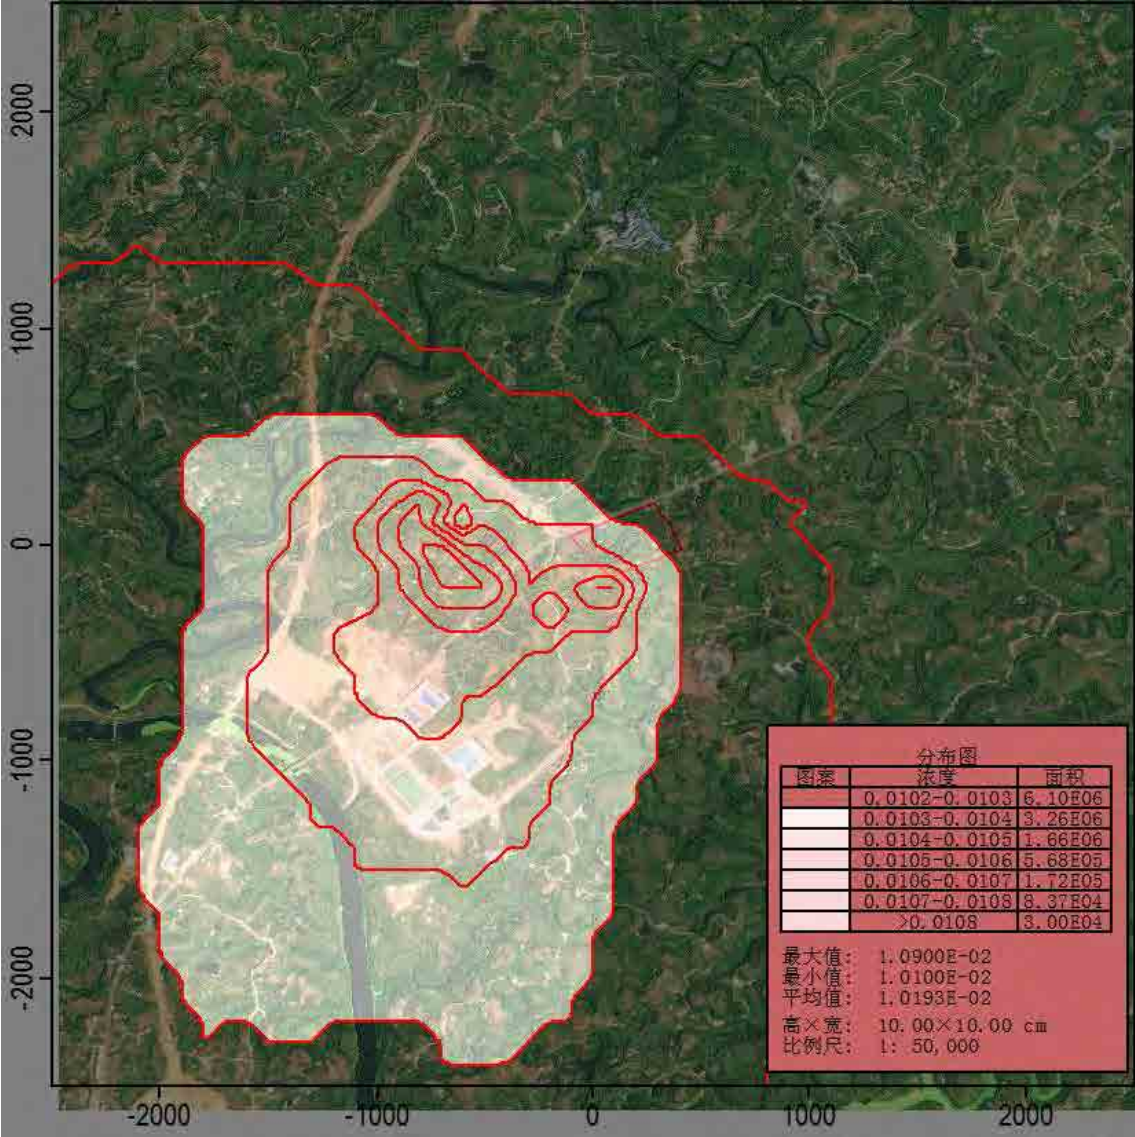 2000
1000
0
-1000
-2000
分布图
图案 浓度 面积
0.0102-0.0103 6.10E06
0.0103-0.0104 3.26E06
0.0104-0.0105 1.66E06
0.0105-0.0106 5.68E05
0.0106-0.0107 1.72E05
0.0107-0.0108 8.37E04
>0.0108 3.00E04
最大值: 1.0900E-02
最小值: 1.0100E-02
平均值: 1.0193E-02
高×宽: 10.00×10.00 cm
比例尺: 1: 50,000
-2000 -1000 0 1000 2000